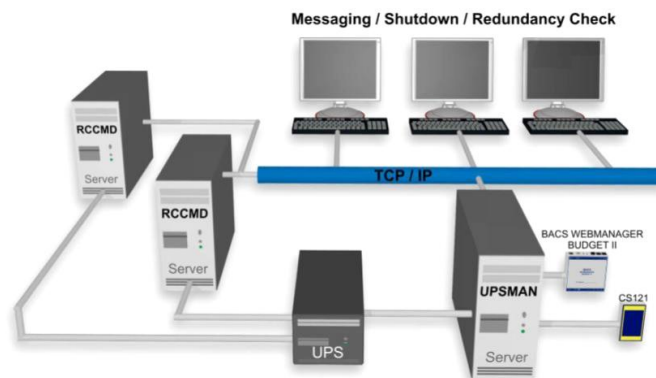 Messaging / Shutdown / Redundancy Check
RCCMD
Server
TCP / IP
RCCMD
Server
BACS WEBMANAGER
BUDGET II
UPSMAN
CS121
UPS
Server